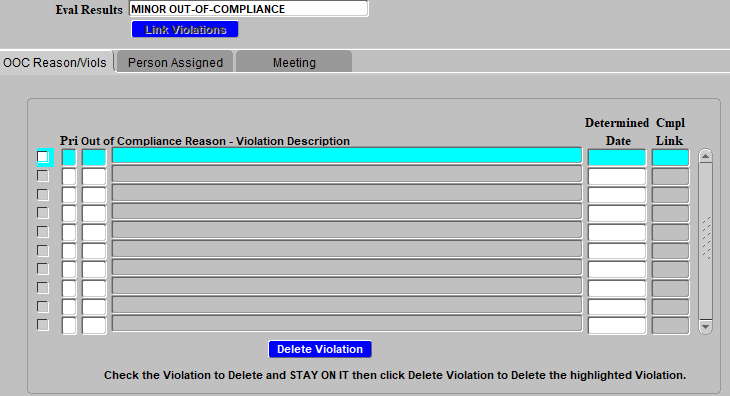 Eval Results MINOR OUT-OF-COMPLIANCE
Link Violations
OOC Reason/Viols Person Assigned Meeting
Determined Cmpl
Pri Out of Compliance Reason - Violation Description Date Link
Delete Violation
Check the Violation to Delete and STAY ON IT then click Delete Violation to Delete the highlighted Violation.